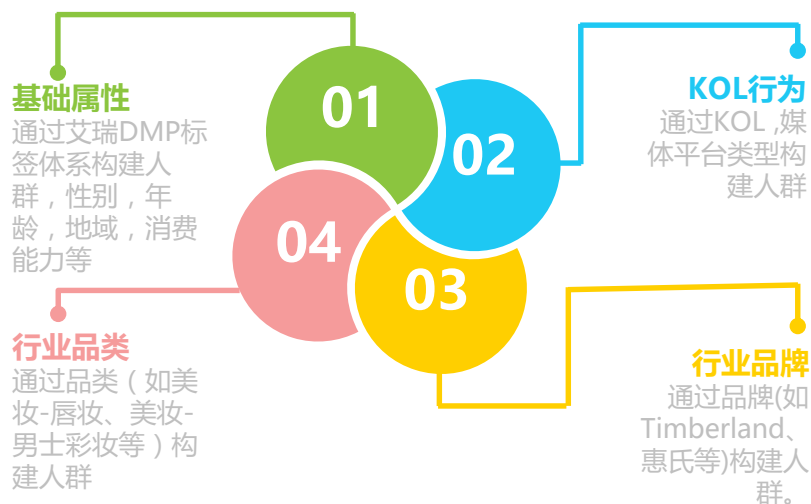 01
02
03
04
基础属性
通过艾瑞DMP标
签体系构建人
群，性别，年
龄，地域，消费
能力等
KOL行为
通过KOL ,媒
体平台类型构
建人群
行业品类
通过品类（如美
妆-唇妆、美妆-
男士彩妆等）构
建人群
行业品牌
通过品牌(如
Timberland、
惠氏等)构建人
群。